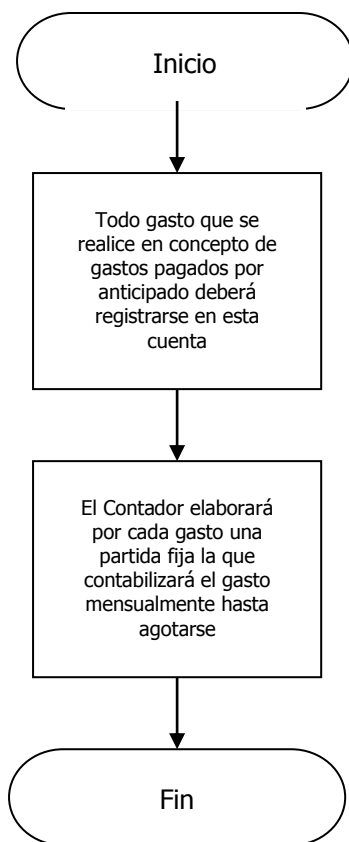 Inicio
Todo gasto que se
realice en concepto de
gastos pagados por
anticipado deberá
registrarse en esta
cuenta
El Contador elaborará
por cada gasto una
partida fija la que
contabilizará el gasto
mensualmente hasta
agotarse
Fin